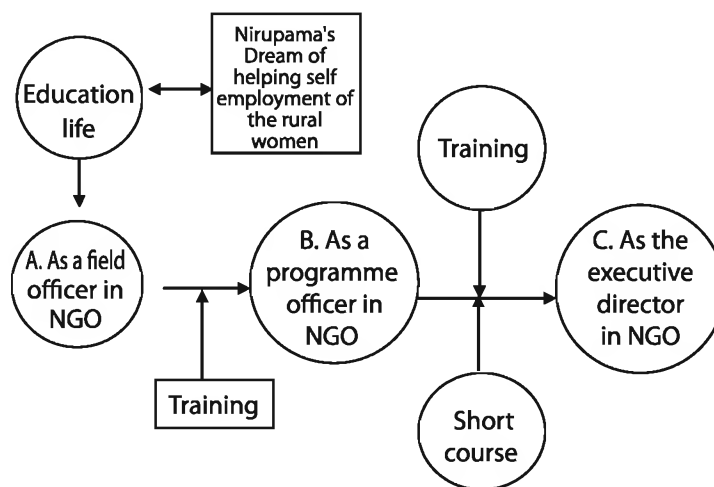 Education
life
Nirupama's
Dream of
helping self
employment of
the rural
women
Training
A. As a field
officer in
NGO
B. As a
programme
officer in
NGO
C. As the
executive
director
in NGO
Training
Short
course